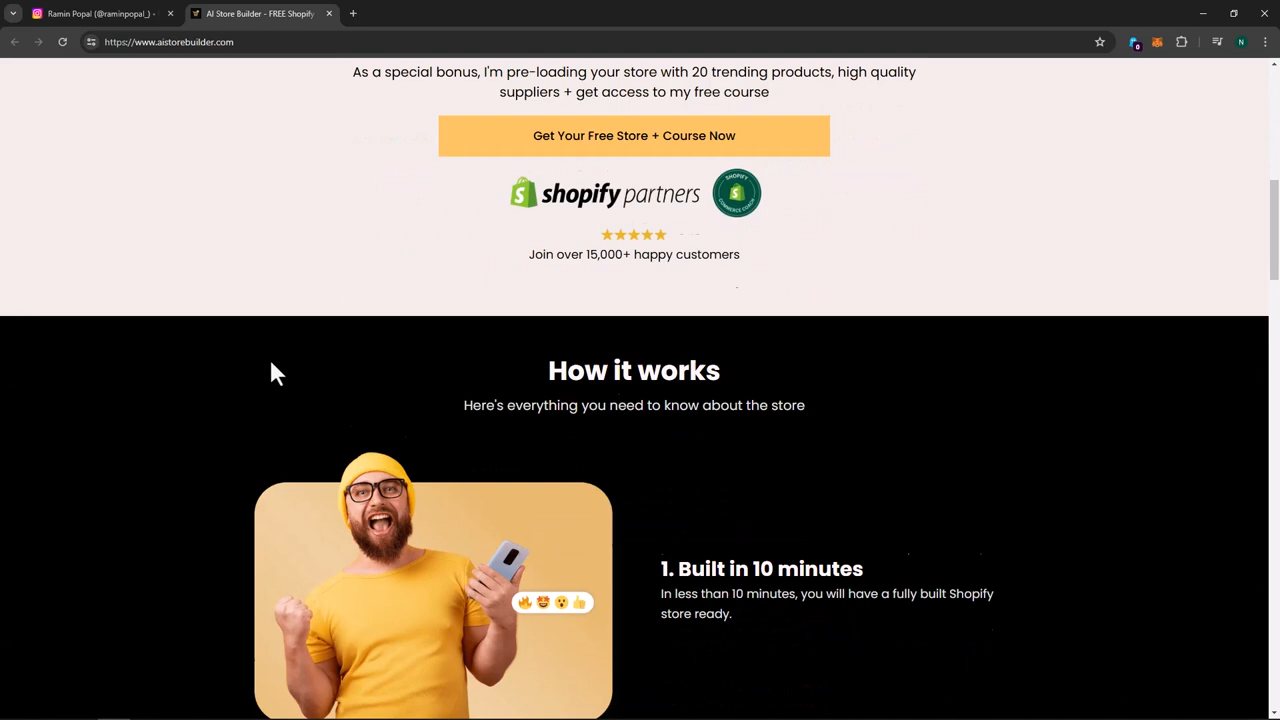 Ramin Popal (@raminpopal_) -
AI Store Builder - FREE Shopify
https://www.aistorebuilder.com
0
N
As a special bonus, I'm pre-loading your store with 20 trending products, high quality
suppliers + get access to my free course
Get Your Free Store + Course Now
shopify partners
SHOPIFY
COMMERCE COACH
Join over 15,000+ happy customers
How it works
Here's everything you need to know about the store
1. Built in 10 minutes
In less than 10 minutes, you will have a fully built Shopify
store ready.